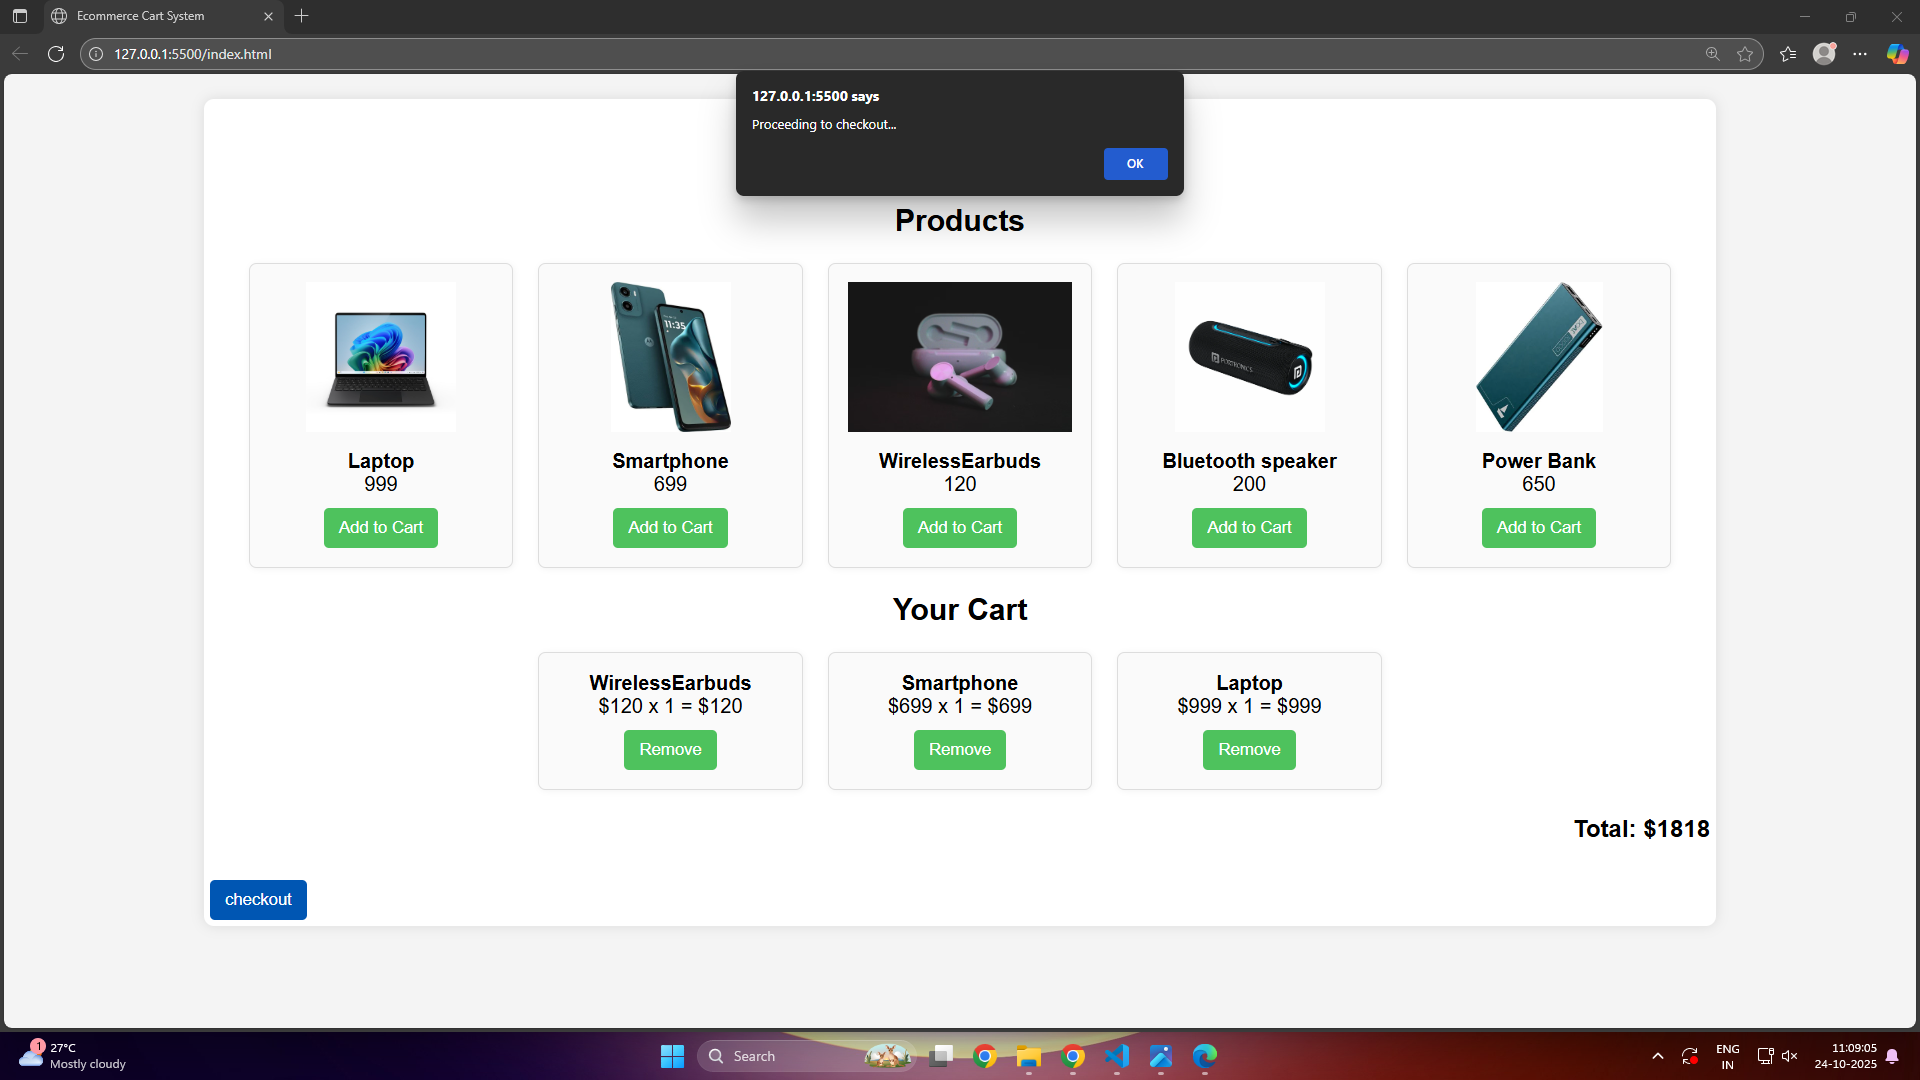 Ecommerce Cart System
127.0.0.1:5500/index.html
127.0.0.1:5500 says
Proceeding to checkout...
OK
Products
11:35
PORTRONICS
Laptop
999
Add to Cart
Smartphone
699
Add to Cart
WirelessEarbuds
120
Add to Cart
Bluetooth speaker
200
Add to Cart
Power Bank
650
Add to Cart
Your Cart
WirelessEarbuds
$120 x 1 = $120
Remove
Smartphone
$699 x 1 = $699
Remove
Laptop
$999 x 1 = $999
Remove
Total: $1818
checkout
1
27°C
Mostly cloudy
Search
ENG
IN
11:09:05
24-10-2025